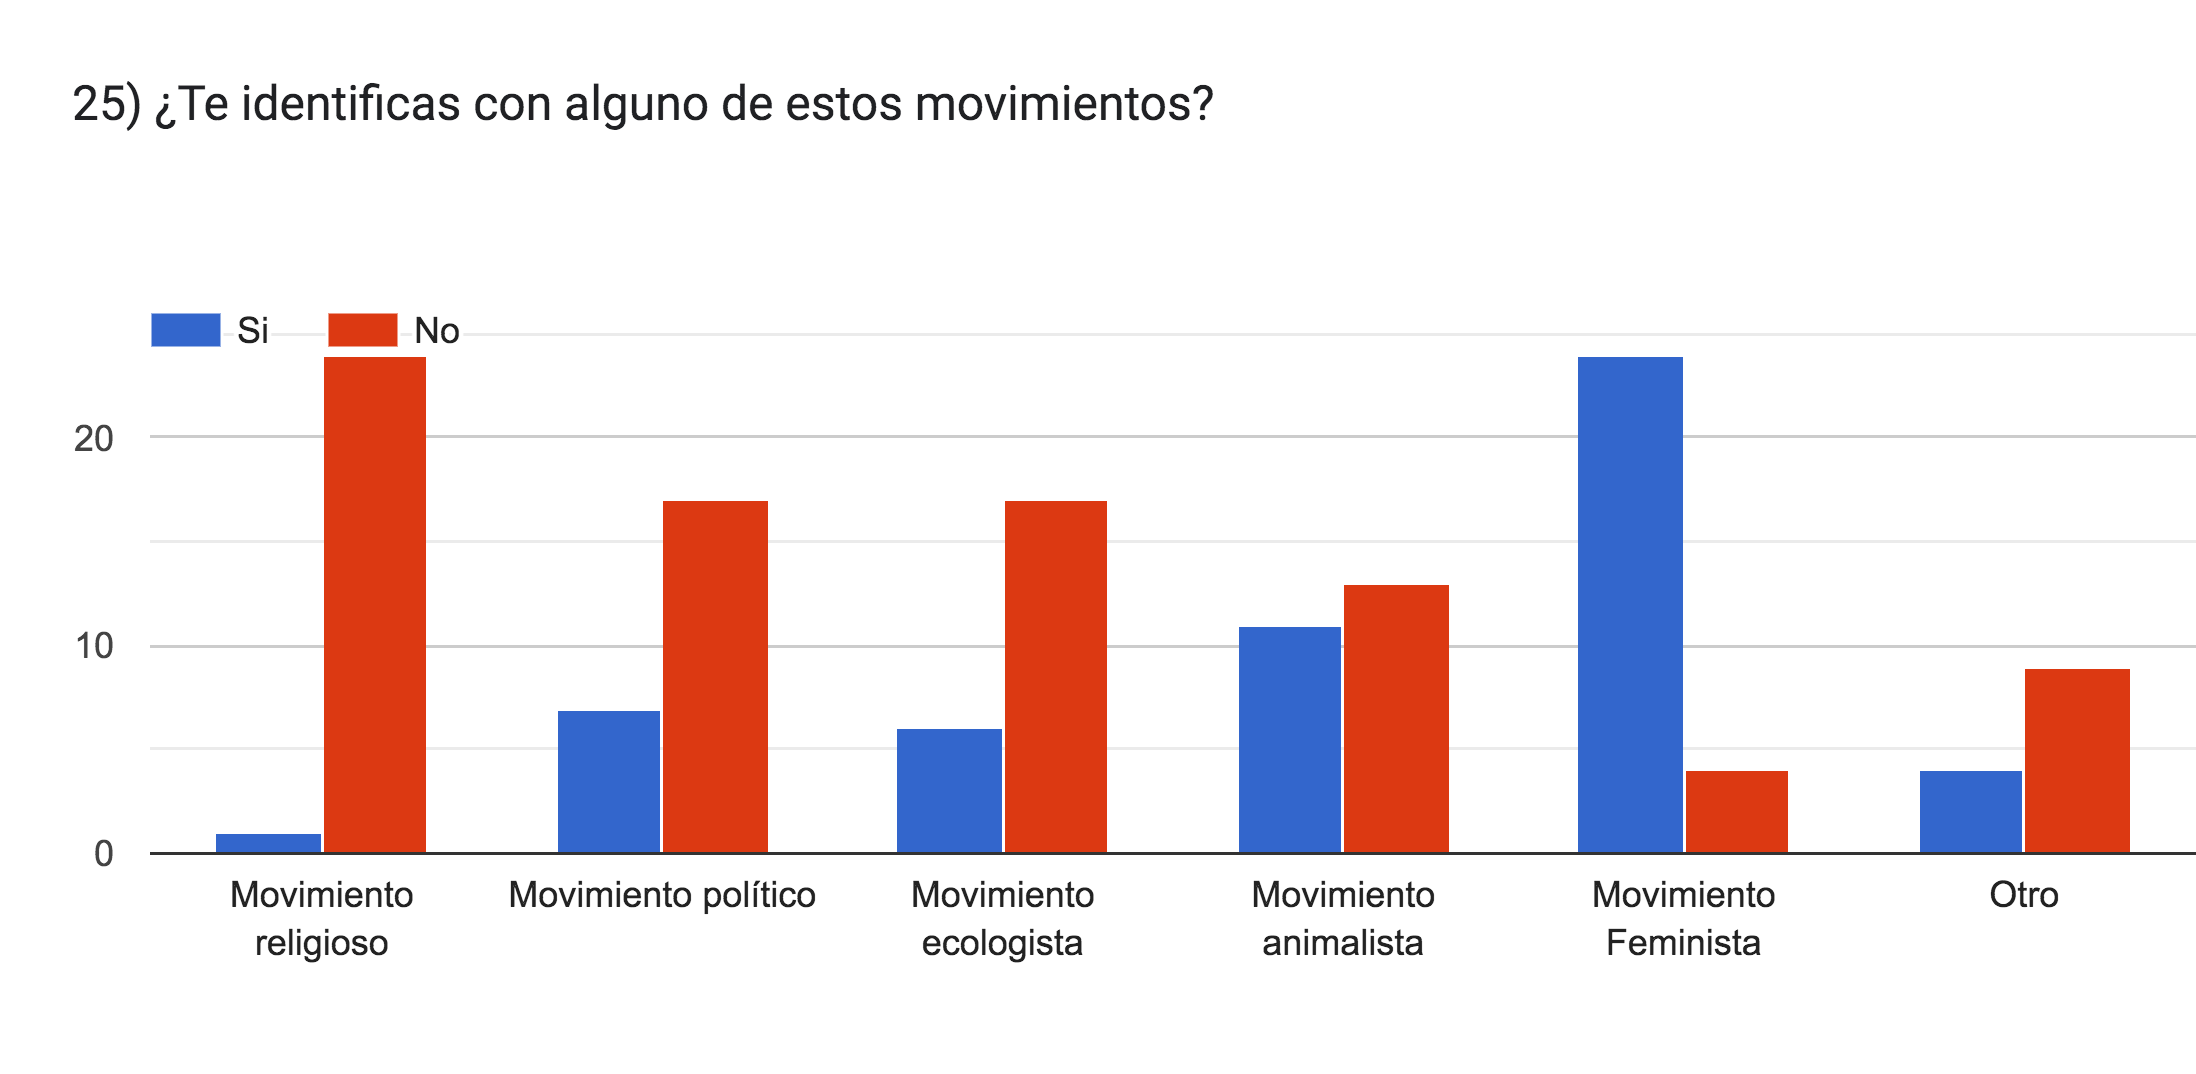 25) ¿Te identificas con alguno de estos movimientos?
Si No
20
10
0
Movimiento religioso
Movimiento político
Movimiento ecologista
Movimiento animalista
Movimiento Feminista
Otro